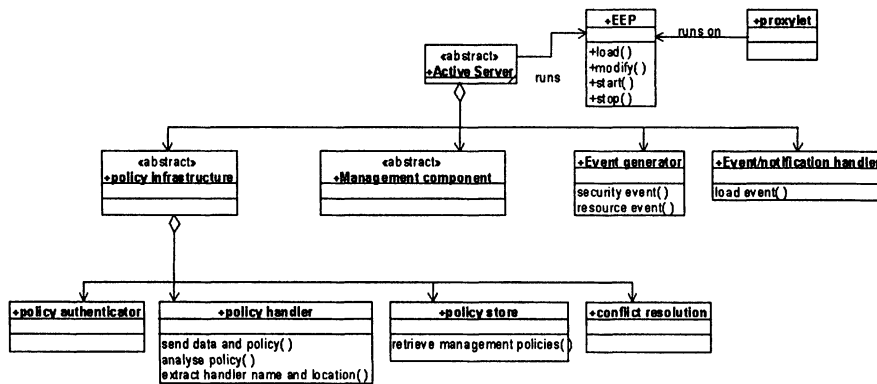 +EEP
+load()
+modify()
+start()
+stop()
+proxylet
runs on
«abstract»
+Active Server
runs
«abstract»
+policy infrastructure
«abstract»
+Management component
+Event generator
security event()
resource event()
+Event/notification handler
load event()
+policy authenticator
+policy handler
send data and policy()
analyse policy()
extract handler name and location()
+policy store
retrieve management policies()
+conflict resolution